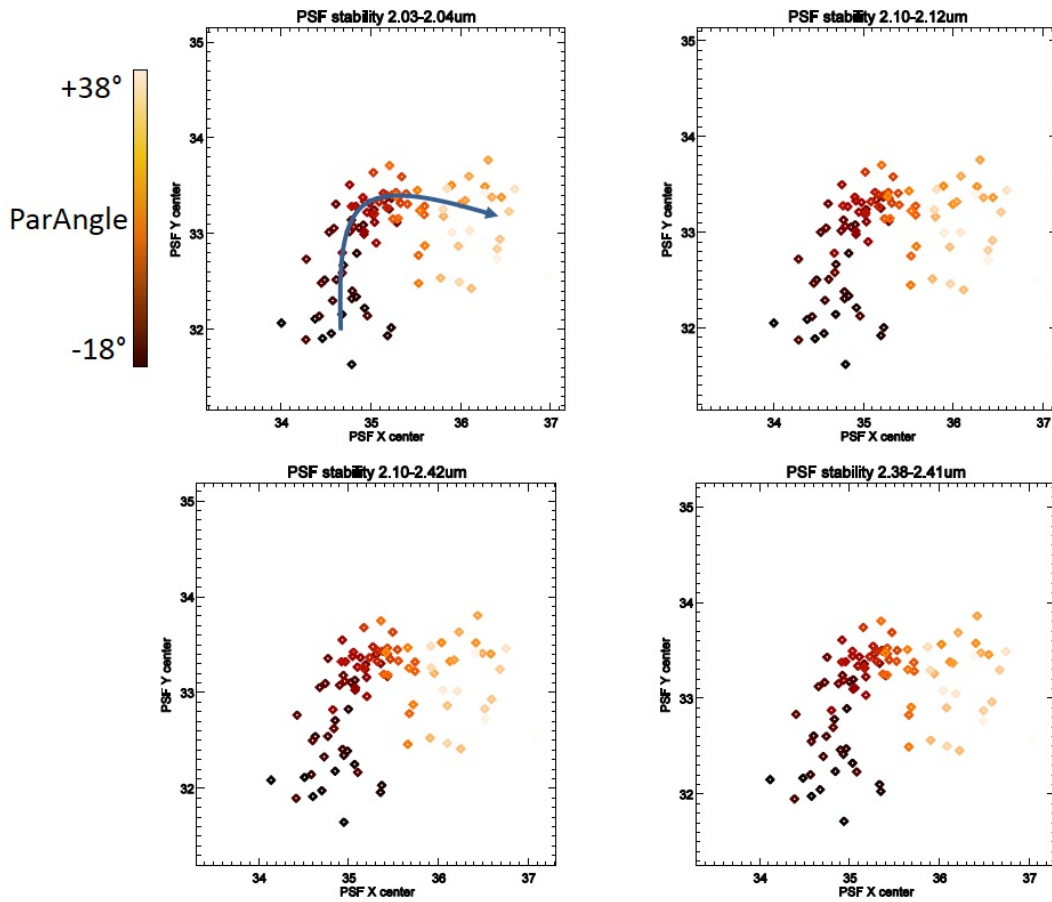 PSF stability 2.03-2.04um
PSF stability 2.10-2.12um
+38°
ParAngle
-18°
PSF Y center
35
34
33
32
34
35
36
37
PSF X center
PSF Y center
35
34
33
32
34
35
36
37
PSF X center
PSF stability 2.10-2.42um
PSF stability 2.38-2.41um
PSF Y center
35
34
33
32
34
35
36
37
PSF X center
PSF Y center
35
34
33
32
34
35
36
37
PSF X center